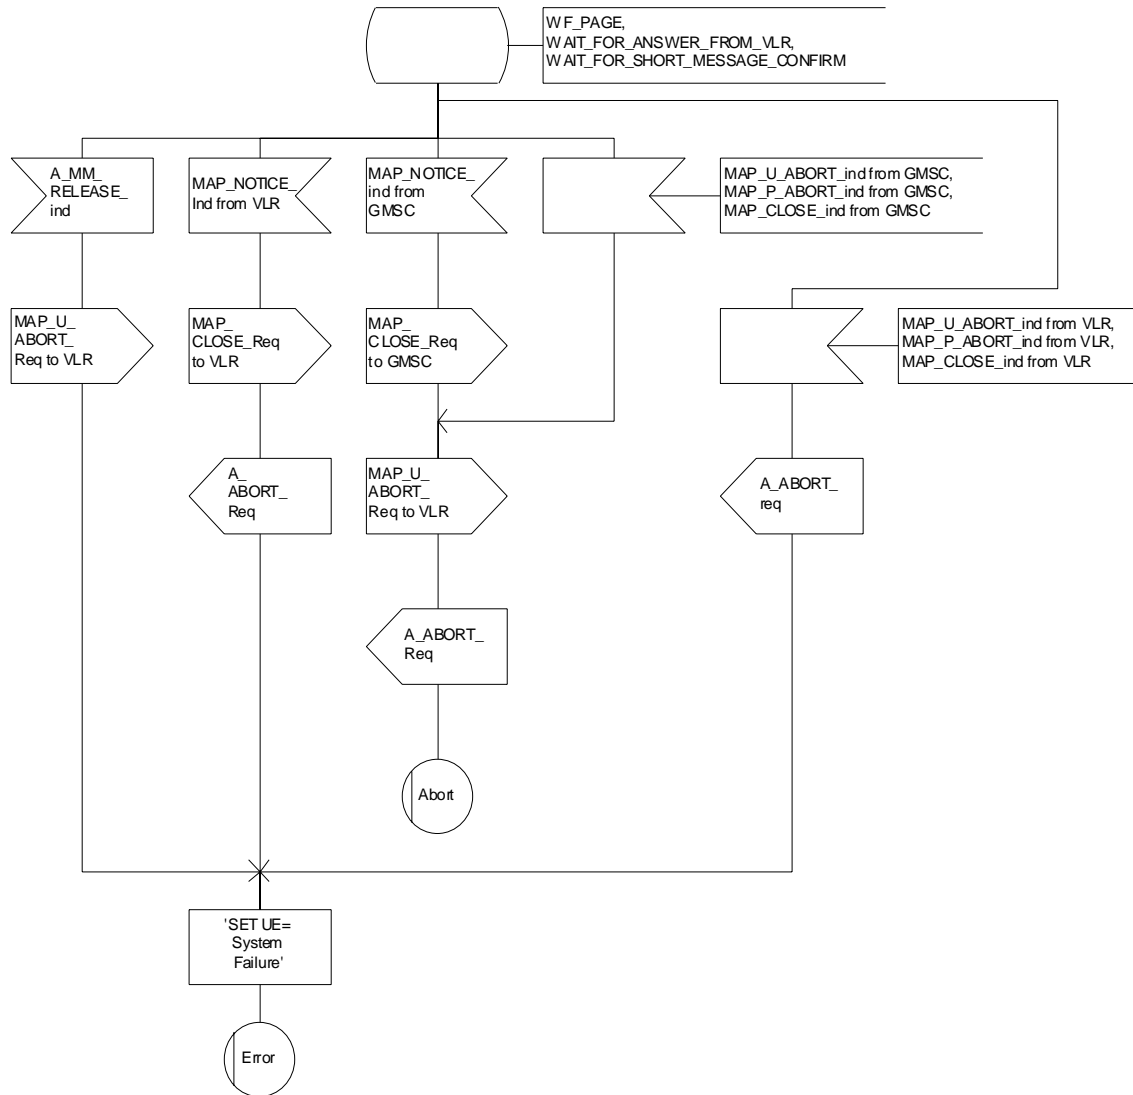 WF_PAGE,
WAIT_FOR_ANSWER_FROM_VLR,
WAIT_FOR_SHORT_MESSAGE_CONFIRM
A_MM_
RELEASE_
ind
MAP_NOTICE_
Ind from VLR
MAP_NOTICE_
ind from
GMSC
MAP_U_ABORT_ind from GMSC,
MAP_P_ABORT_ind from GMSC,
MAP_CLOSE_ind from GMSC
MAP_U_
ABORT_
Req to VLR
MAP_
CLOSE_Req
to VLR
MAP_
CLOSE_Req
to GMSC
MAP_U_ABORT_ind from VLR,
MAP_P_ABORT_ind from VLR,
MAP_CLOSE_ind from VLR
A_
ABORT_
Req
MAP_U_
ABORT_
Req to VLR
A_ABORT_
req
A_ABORT_
Req
Abort
'SET UE=
System
Failure'
Error